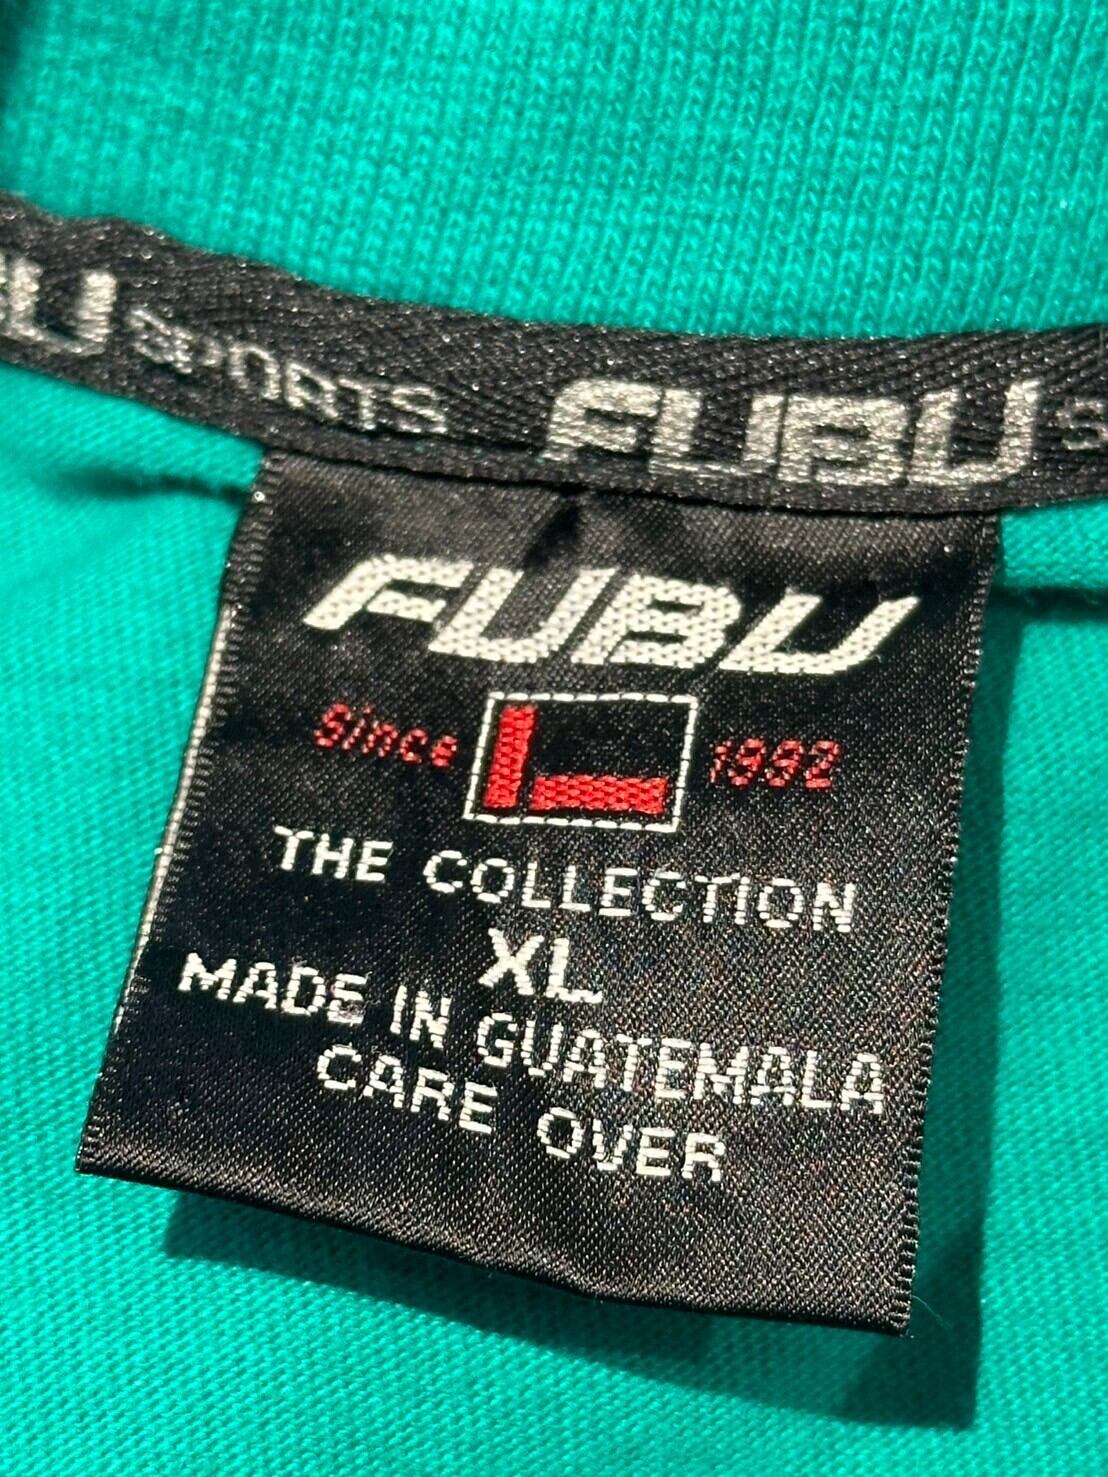 BU SPORTS FUBU S
FUBU
since 1992
THE COLLECTION
XL
MADE IN GUATEMALA
CARE OVER